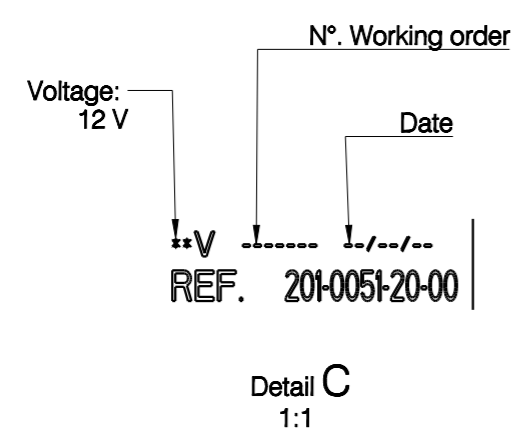 N°. Working order
Voltage:
12 V
Date
**V ------- --/--/--
REF. 201-0051-20-00
Detail C
1:1